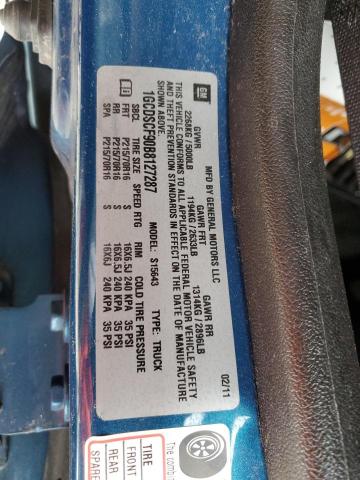 GM
MFD BY GENERAL MOTORS LLC
02/11
GVWR
GAWR FRT
GAWR RR
2268KG / 5000LB
1194KG / 2633LB
1314KG / 2896LB
THIS VEHICLE CONFORMS TO ALL APPLICABLE FEDERAL MOTOR VEHICLE SAFETY
AND THEFT PREVENTION STANDARDS IN EFFECT ON THE DATE OF MANUFACTURE
SHOWN ABOVE.
1GCDSCF90B8127287
MODEL: S15643
TYPE: TRUCK
SBCL TIRE SIZE SPEED RTG RIM COLD TIRE PRESSURE
FRT P215/70R16 S 16X6.5J 240 KPA 35 PSI
RR P215/70R16 S 16X6.5J 240 KPA 35 PSI
SPA P215/70R16 S 16X6J 240 KPA 35 PSI
The comb
TIRE
FRONT
REAR
SPARE